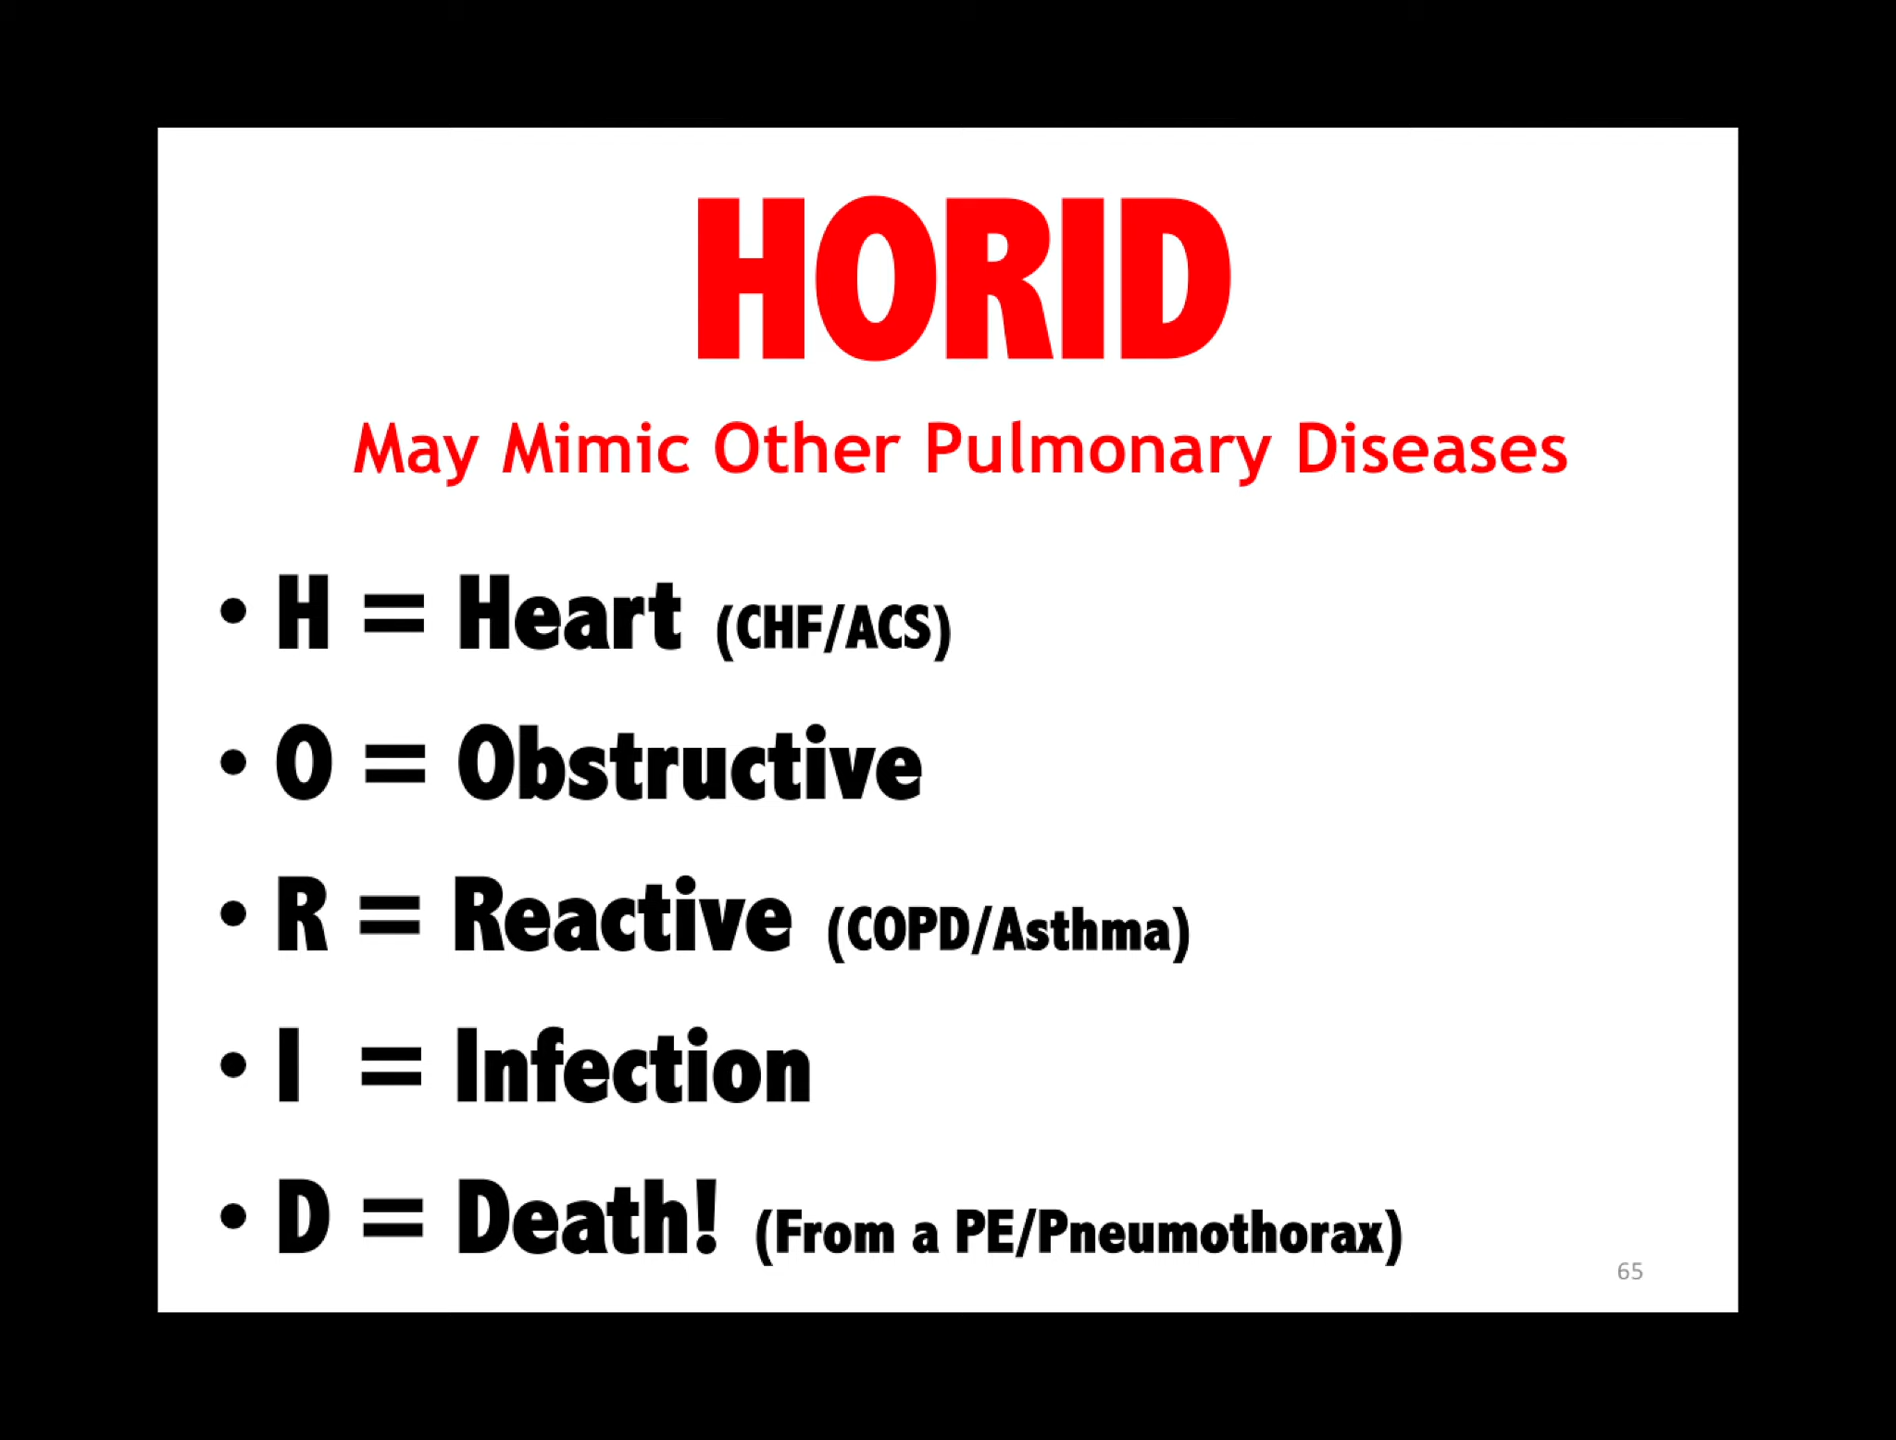 HORID
May Mimic Other Pulmonary Diseases
• H = Heart (CHF/ACS)
• O = Obstructive
• R = Reactive (COPD/Asthma)
• I = Infection
• D = Death! (From a PE/Pneumothorax)
65